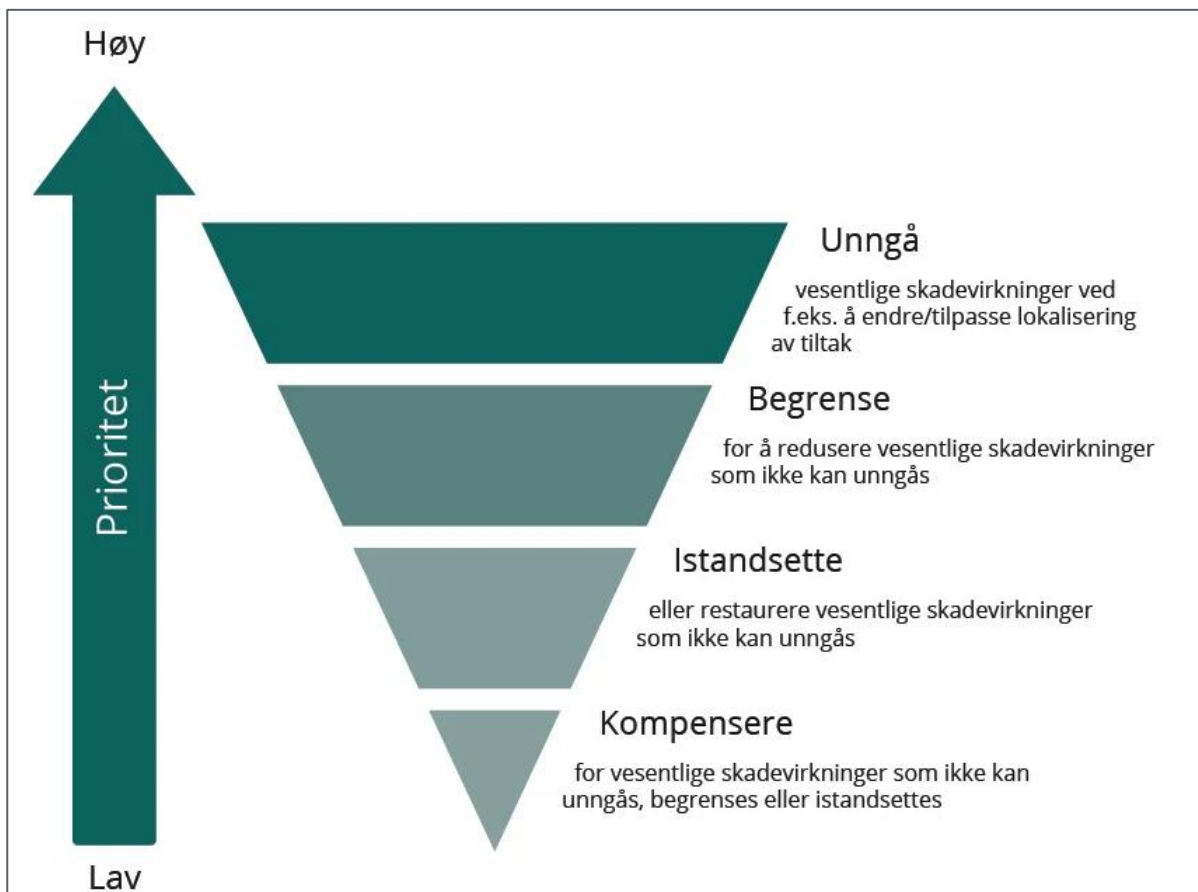 Høy
Prioritet
Unngå
vesentlige skadevirkninger ved
f.eks. å endre/tilpasse lokalisering
av tiltak
Begrense
for å redusere vesentlige skadevirkninger
som ikke kan unngås
Istandsette
eller restaurere vesentlige skadevirkninger
som ikke kan unngås
Kompensere
for vesentlige skadevirkninger som ikke kan
unngås, begrenses eller istandsettes
Lav